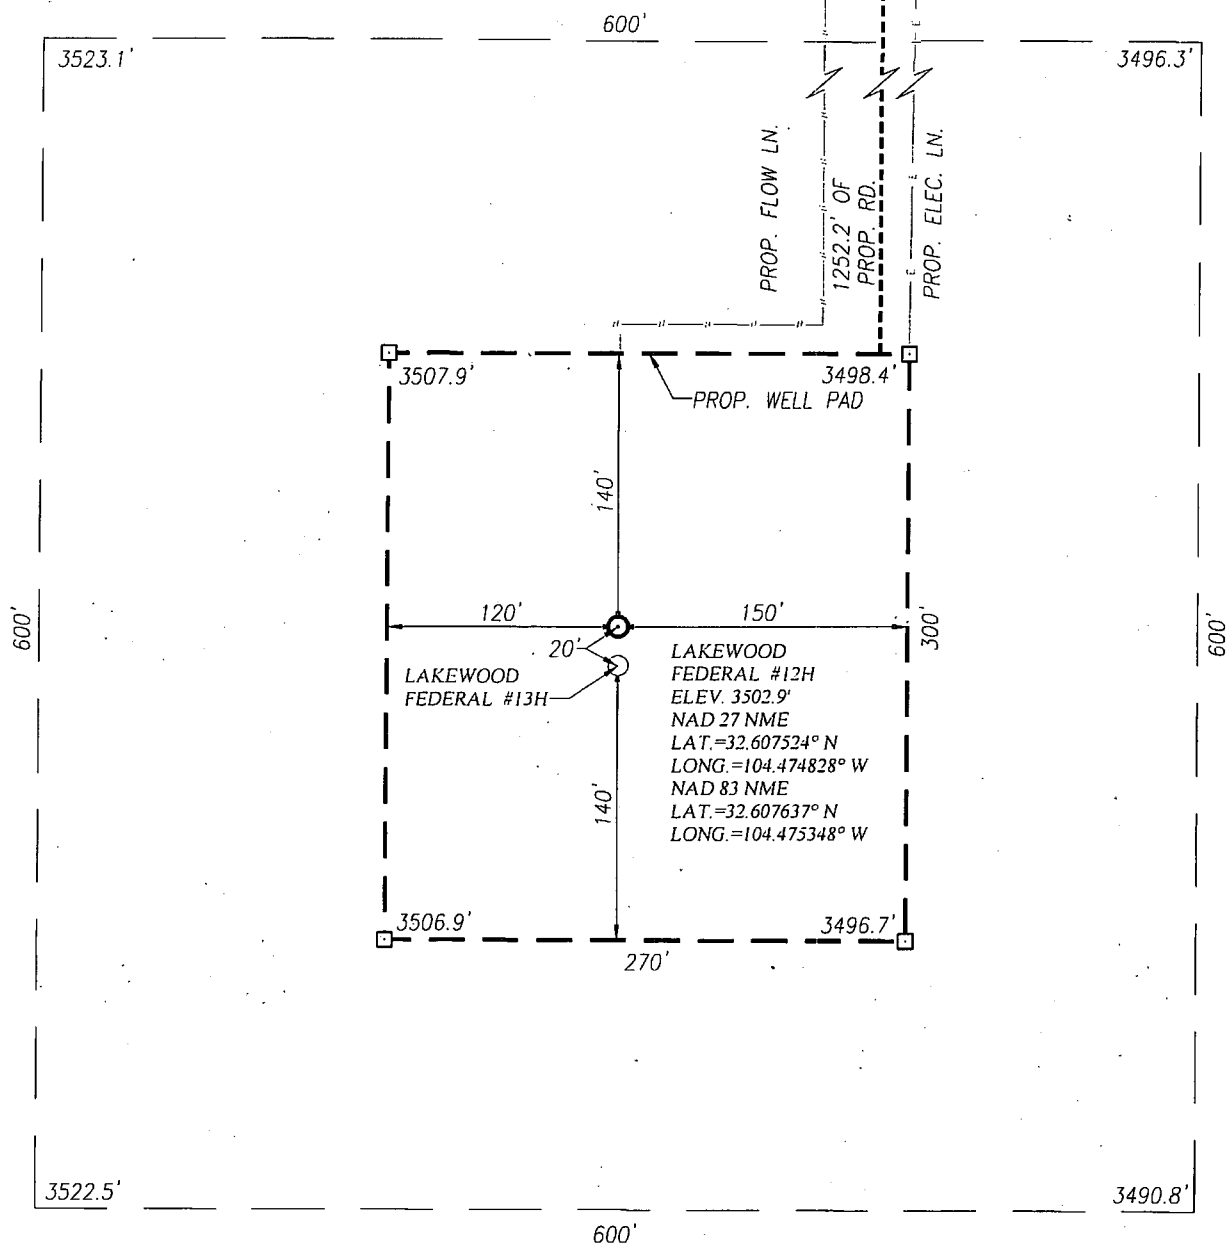 600'
3523.1'
3496.3'
PROP. FLOW LN.
1252.2' OF
PROP. RD.
E
E
E
E
PROP. ELEC. LN.
3507.9'
3498.4'
PROP. WELL PAD
140'
600'
120'
150'
300'
600'
20'
LAKEWOOD
FEDERAL #13H
LAKEWOOD
FEDERAL #12H
ELEV. 3502.9'
NAD 27 NME
LAT.=32.607524° N
LONG.=104.474828° W
NAD 83 NME
LAT.=32.607637° N
LONG.=104.475348° W
140'
3506.9'
3496.7'
270'
3522.5'
3490.8'
600'